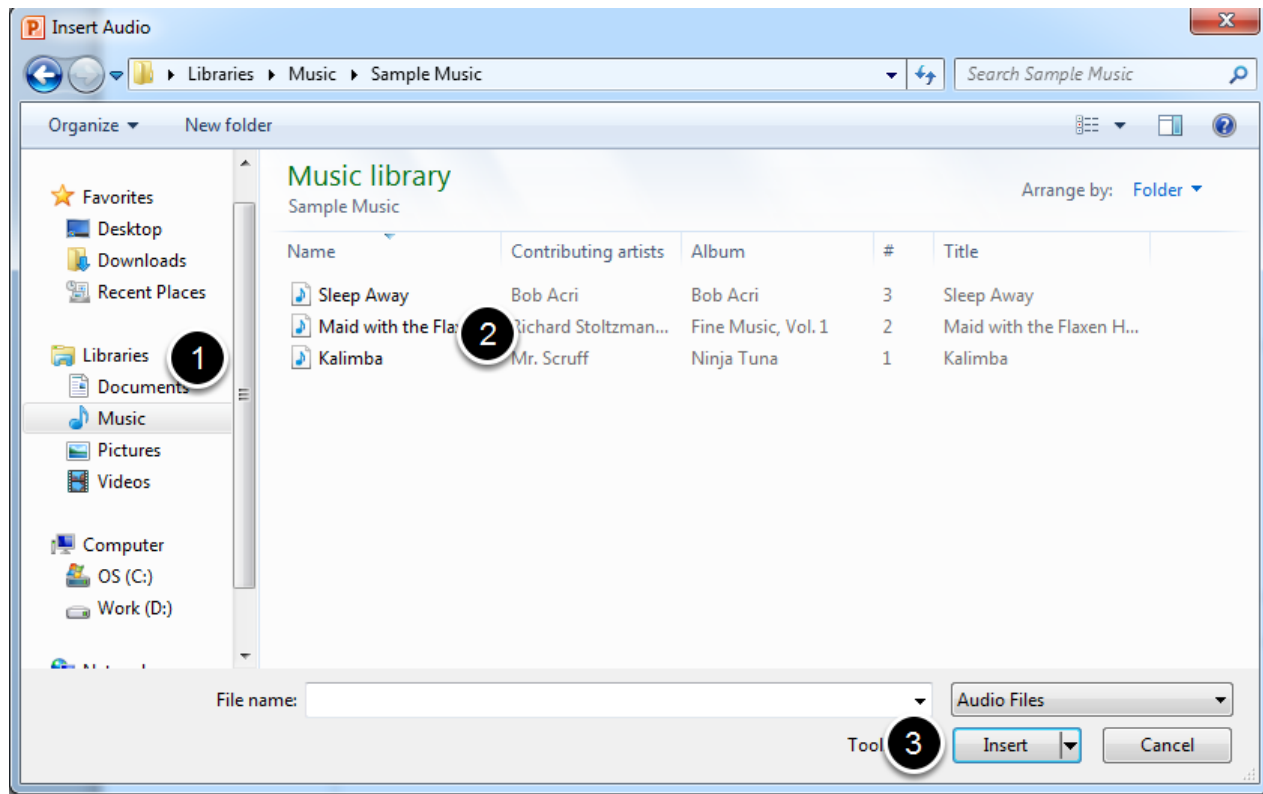 Insert Audio
Libraries Music Sample Music Search Sample Music
Organize New folder
Music library
Sample Music
Arrange by: Folder
Favorites
Desktop
Downloads
Recent Places
Libraries 1
Documents
Music
Pictures
Videos
Computer
OS (C:)
Work (D:)
Name Contributing artists Album # Title
Sleep Away Bob Acri Bob Acri 3 Sleep Away
Maid with the Fla 2 Richard Stoltzman... Fine Music, Vol. 1 2 Maid with the Flaxen H...
Kalimba Mr. Scruff Ninja Tuna 1 Kalimba
File name: Audio Files
Tool 3 Insert Cancel